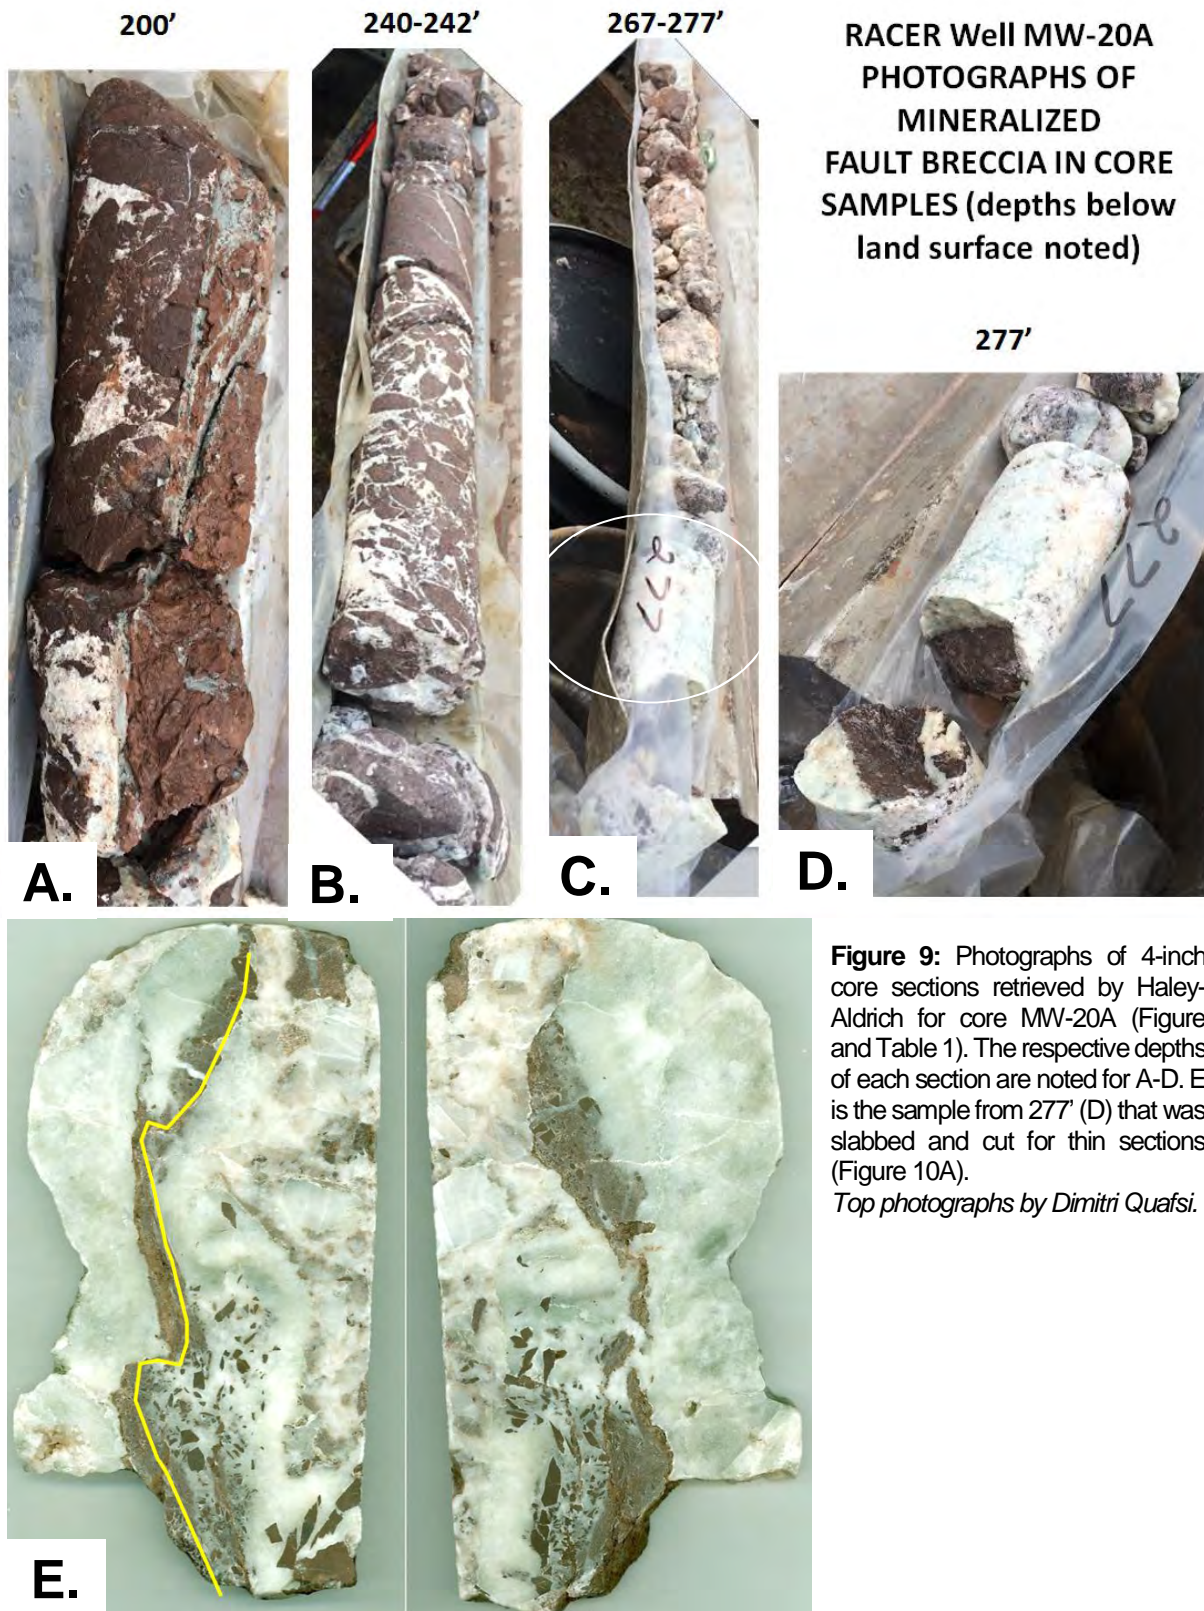 200’
240-242’
267-277’
RACER Well MW-20A
PHOTOGRAPHS OF
MINERALIZED
FAULT BRECCIA IN CORE
SAMPLES (depths below
land surface noted)
277’
277
277
A.
B.
C.
D.
E.
Figure 9: Photographs of 4-inch
core sections retrieved by Haley-
Aldrich for core MW-20A (Figure
and Table 1). The respective depths
of each section are noted for A-D. E
is the sample from 277’ (D) that was
slabbed and cut for thin sections
(Figure 10A).
Top photographs by Dimitri Quafsi.